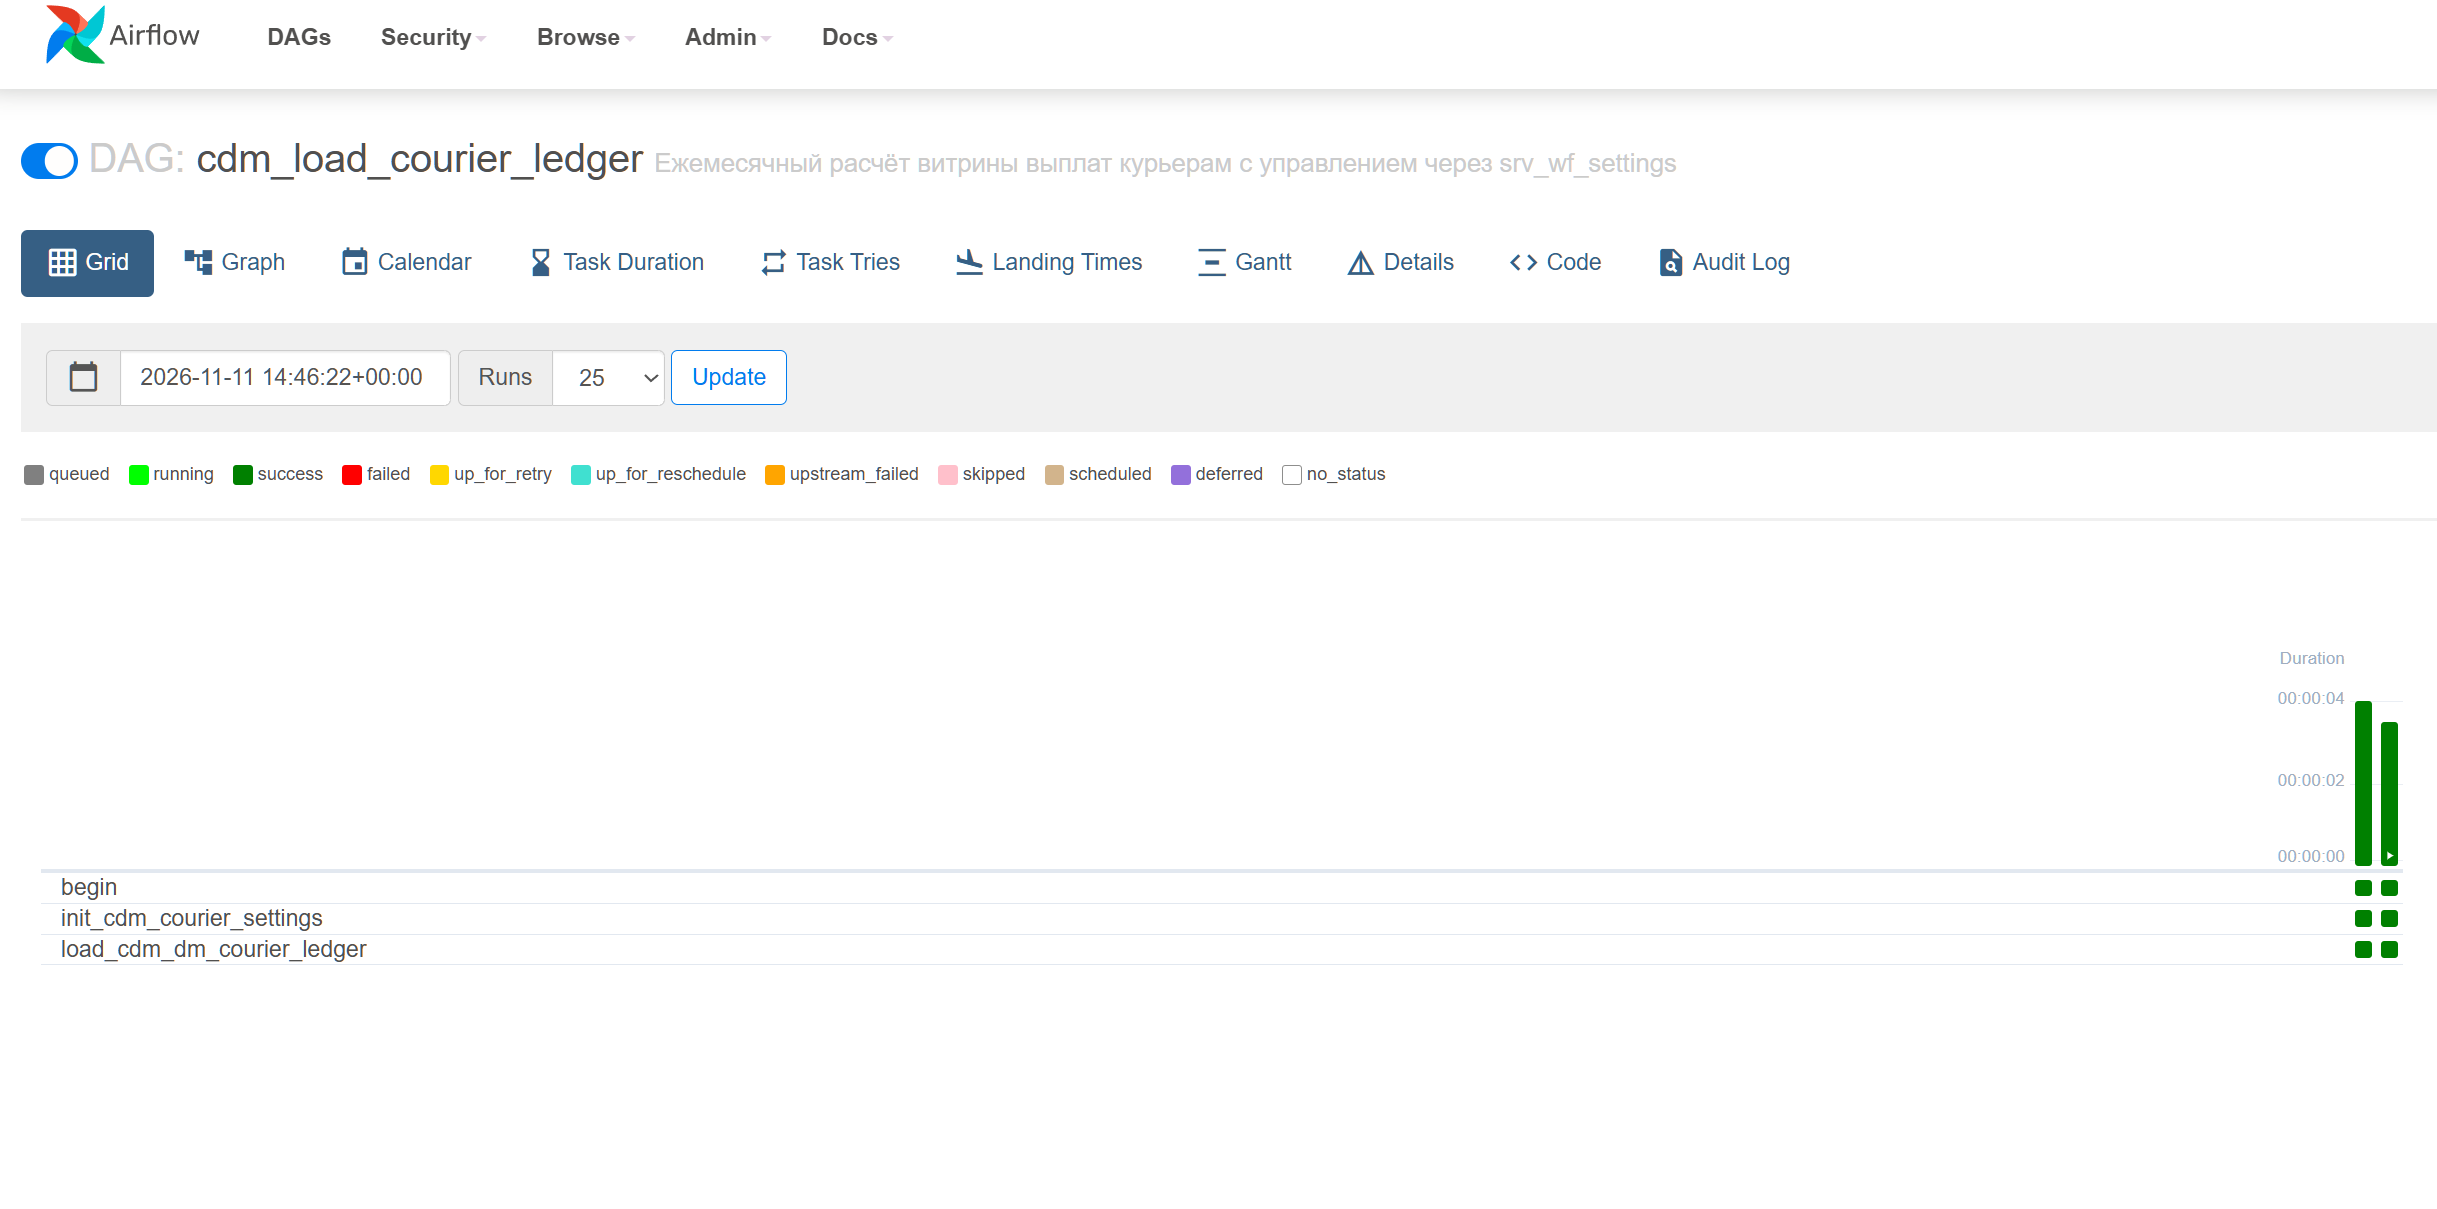 Airflow DAGs Security Browse Admin Docs
DAG: cdm_load_courier_ledger Ежемесячный расчёт витрины выплат курьерам с управлением через srv_wf_settings
Grid Graph Calendar Task Duration Task Tries Landing Times Gantt Details Code Audit Log
2026-11-11 14:46:22+00:00 Runs 25 Update
queued running success failed up_for_retry up_for_reschedule upstream_failed skipped scheduled deferred no_status
Duration
00:00:04
00:00:02
00:00:00
begin
init_cdm_courier_settings
load_cdm_dm_courier_ledger